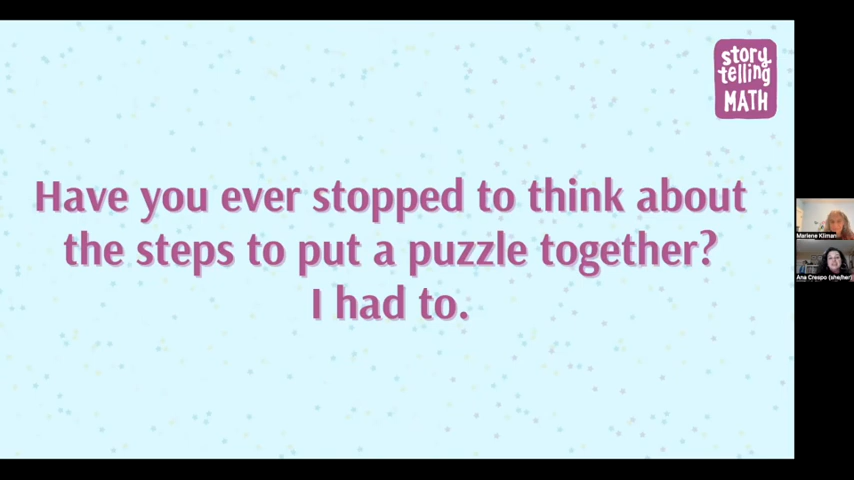 story
telling
MATH
Have you ever stopped to think about
the steps to put a puzzle together?
I had to.
Marlene Kliman
Ana Crespo (she/her)